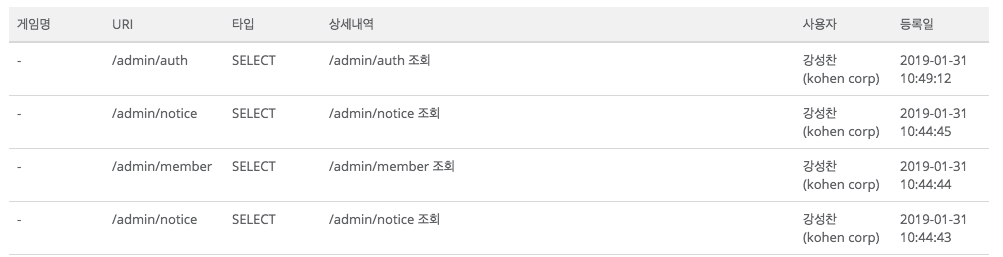 게임명 URI 타입 상세내역 사용자 등록일
- /admin/auth SELECT /admin/auth 조회 강성찬 2019-01-31
(kohen corp) 10:49:12
- /admin/notice SELECT /admin/notice 조회 강성찬 2019-01-31
(kohen corp) 10:44:45
- /admin/member SELECT /admin/member 조회 강성찬 2019-01-31
(kohen corp) 10:44:44
- /admin/notice SELECT /admin/notice 조회 강성찬 2019-01-31
(kohen corp) 10:44:43